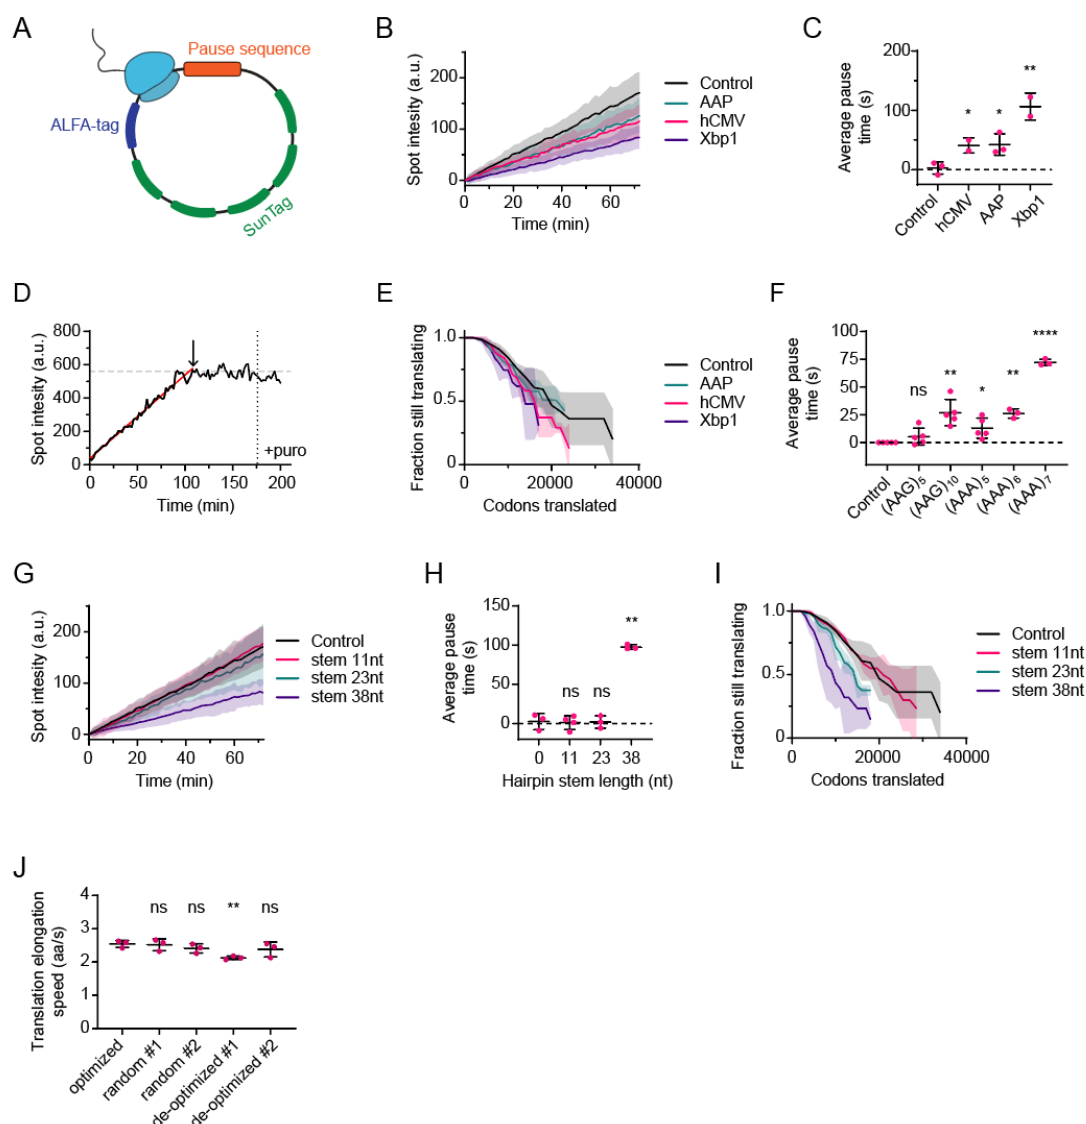 A
Pause sequence
ALFA-tag
SunTag
B
Spot intesity (a.u.)
200
100
0
0 20 40 60
Time (min)
Control
AAP
hCMV
Xbp1
C
Average pause
time (s)
200
100
0
* * **
Control
hCMV
AAP
Xbp1
D
Spot intesity (a.u.)
800
600
400
200
0
+puro
0 50 100 150 200
Time (min)
E
Fraction still translating
1.0
0.5
0
0 20000 40000
Codons translated
Control
AAP
hCMV
Xbp1
F
Average pause
time (s)
100
75
50
25
0
ns ** * ** ****
Control
(AAG)5
(AAG)10
(AAA)5
(AAA)6
(AAA)7
G
Spot intesity (a.u.)
200
100
0
0 20 40 60
Time (min)
Control
stem 11nt
stem 23nt
stem 38nt
H
Average pause
time (s)
150
100
50
0
ns ns **
0 11 23 38
Hairpin stem length (nt)
I
Fraction still translating
1.0
0.5
0
0 20000 40000
Codons translated
Control
stem 11nt
stem 23nt
stem 38nt
J
Translation elongation
speed (aa/s)
4
3
2
1
0
ns ns ** ns
optimized
random #1
random #2
de-optimized #1
de-optimized #2